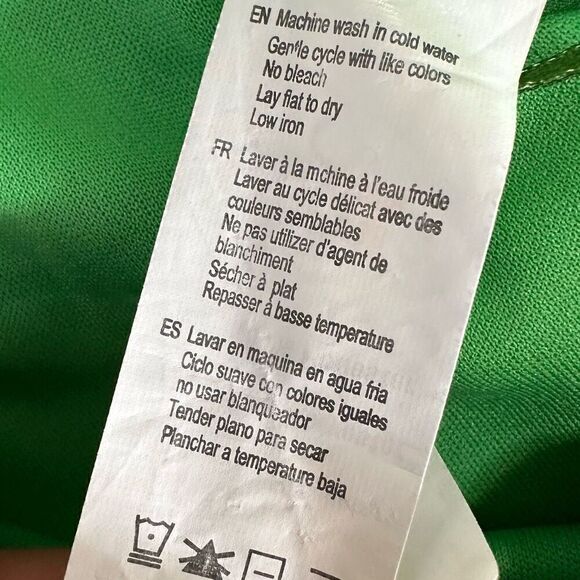 EN Machine wash in cold water
Gentle cycle with like colors
No bleach
Lay flat to dry
Low iron
FR Laver à la mchine à l'eau froide
Laver au cycle délicat avec des
couleurs semblables
Ne pas utilizer d'agent de
blanchiment
Sécher à plat
Repasser à basse temperature
ES Lavar en maquina en agua fria
Ciclo suave con colores iguales
no usar blanqueador
Tender plano para secar
Planchar a temperatura baja